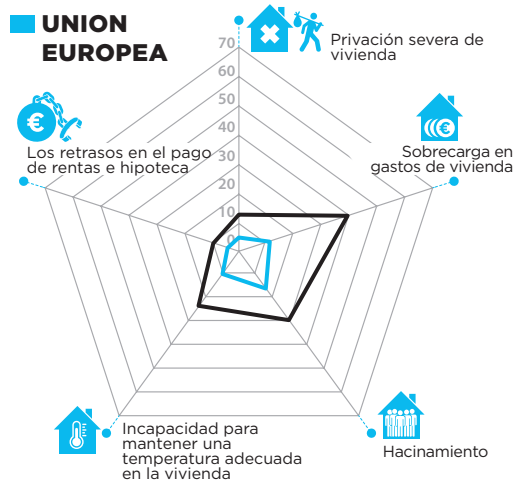 UNION
EUROPEA
Privación severa de
vivienda
Sobrecarga en
gastos de vivienda
Hacinamiento
Incapacidad para
mantener una
temperatura adecuada
en la vivienda
Los retrasos en el pago
de rentas e hipoteca
70
60
50
40
30
20
10
0